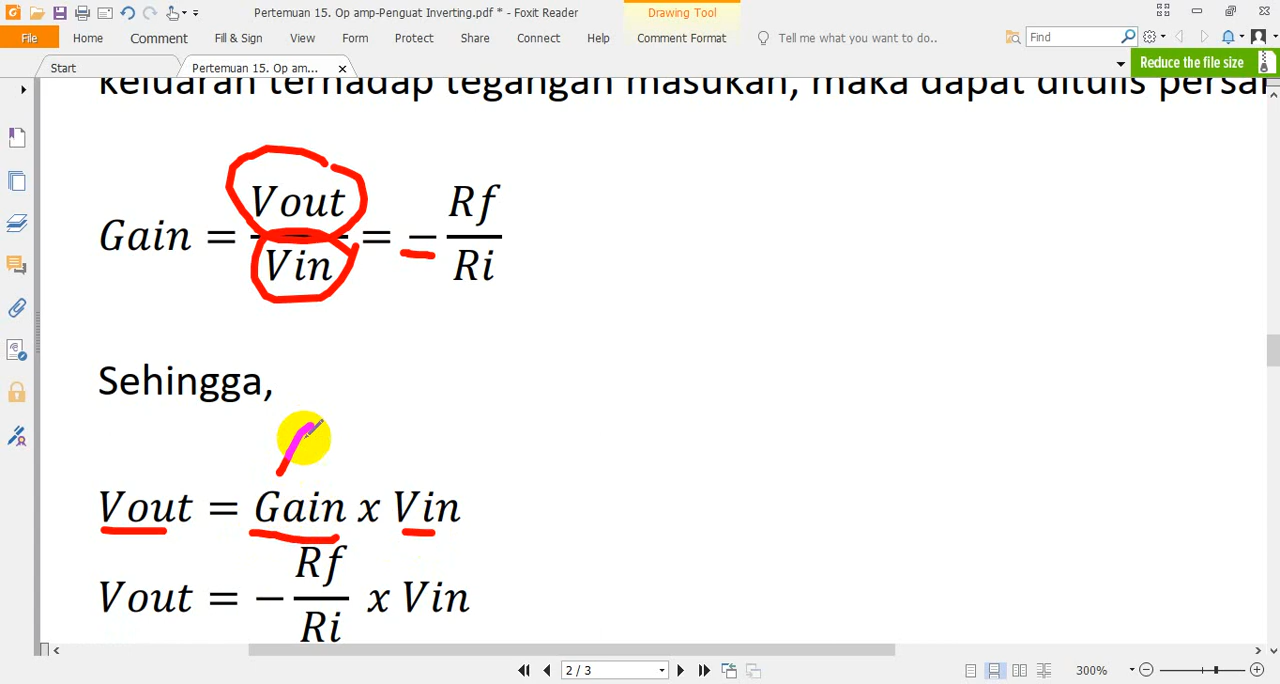 Pertemuan 15. Op amp-Penguat Inverting.pdf * - Foxit Reader
Drawing Tool
File Home Comment Fill & Sign View Form Protect Share Connect Help Comment Format Tell me what you want to do.. Find
Start Pertemuan 15. Op am... Reduce the file size
Keluaran terhadap tegangan masukan, maka dapat ditulis
Gain = Vout / Vin = − Rf / Ri
Sehingga,
Vout = Gain x Vin
Vout = − Rf / Ri x Vin
2 / 3 300%